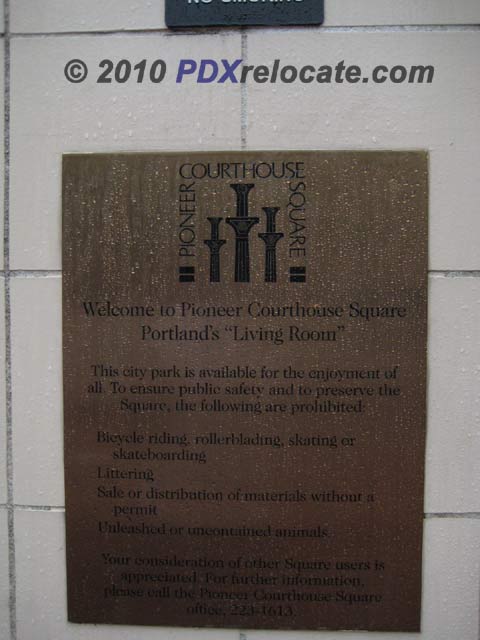 NO SMOKING
© 2010 PDXrelocate.com
PIONEER COURTHOUSE SQUARE
Welcome to Pioneer Courthouse Square
Portland's "Living Room"
This city park is available for the enjoyment of
all. To ensure public safety and to preserve the
Square, the following are prohibited:
Bicycle riding, rollerblading, skating or
skateboarding
Littering
Sale or distribution of materials without a
permit
Unleashed or uncontained animals
Your consideration of other Square users is
appreciated. For further information,
please call the Pioneer Courthouse Square
office, 223-1613.